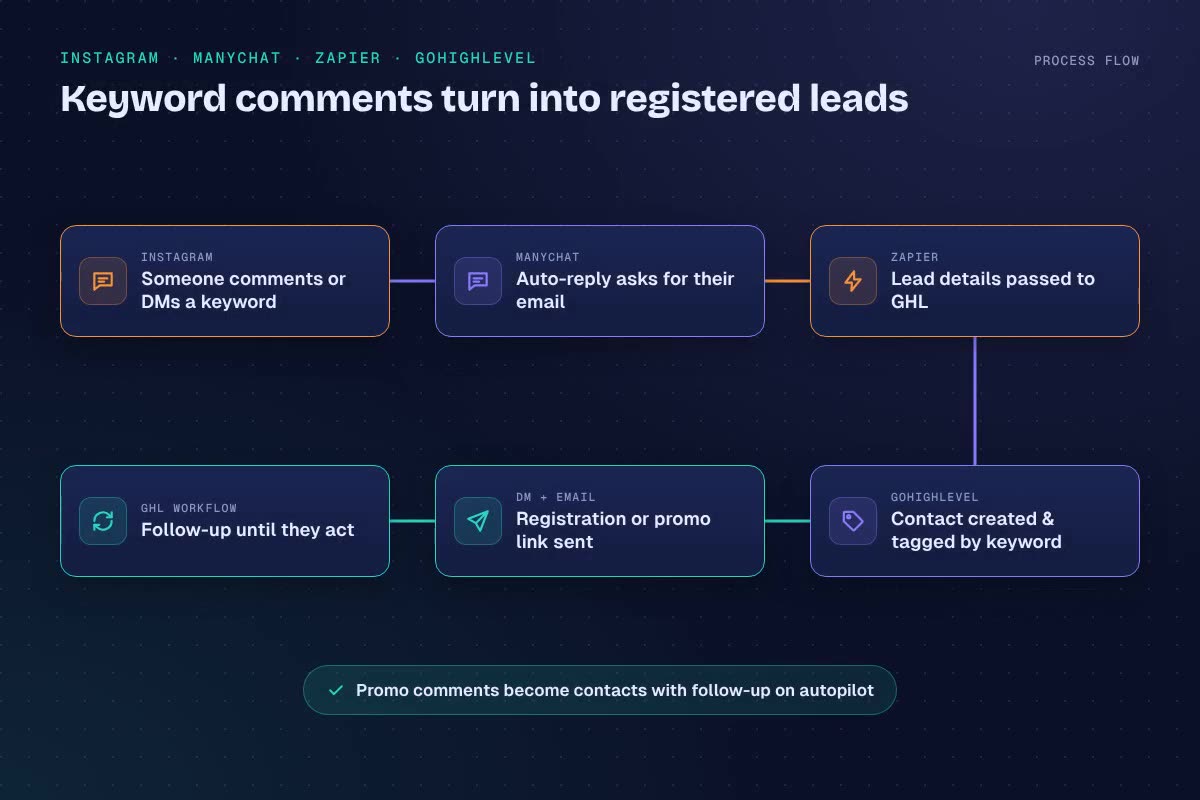 INSTAGRAM · MANYCHAT · ZAPIER · GOHIGHLEVEL
PROCESS FLOW
Keyword comments turn into registered leads
INSTAGRAM
Someone comments or
DMs a keyword
MANYCHAT
Auto-reply asks for their
email
ZAPIER
Lead details passed to
GHL
GHL WORKFLOW
Follow-up until they act
DM + EMAIL
Registration or promo
link sent
GOHIGHLEVEL
Contact created &
tagged by keyword
Promo comments become contacts with follow-up on autopilot